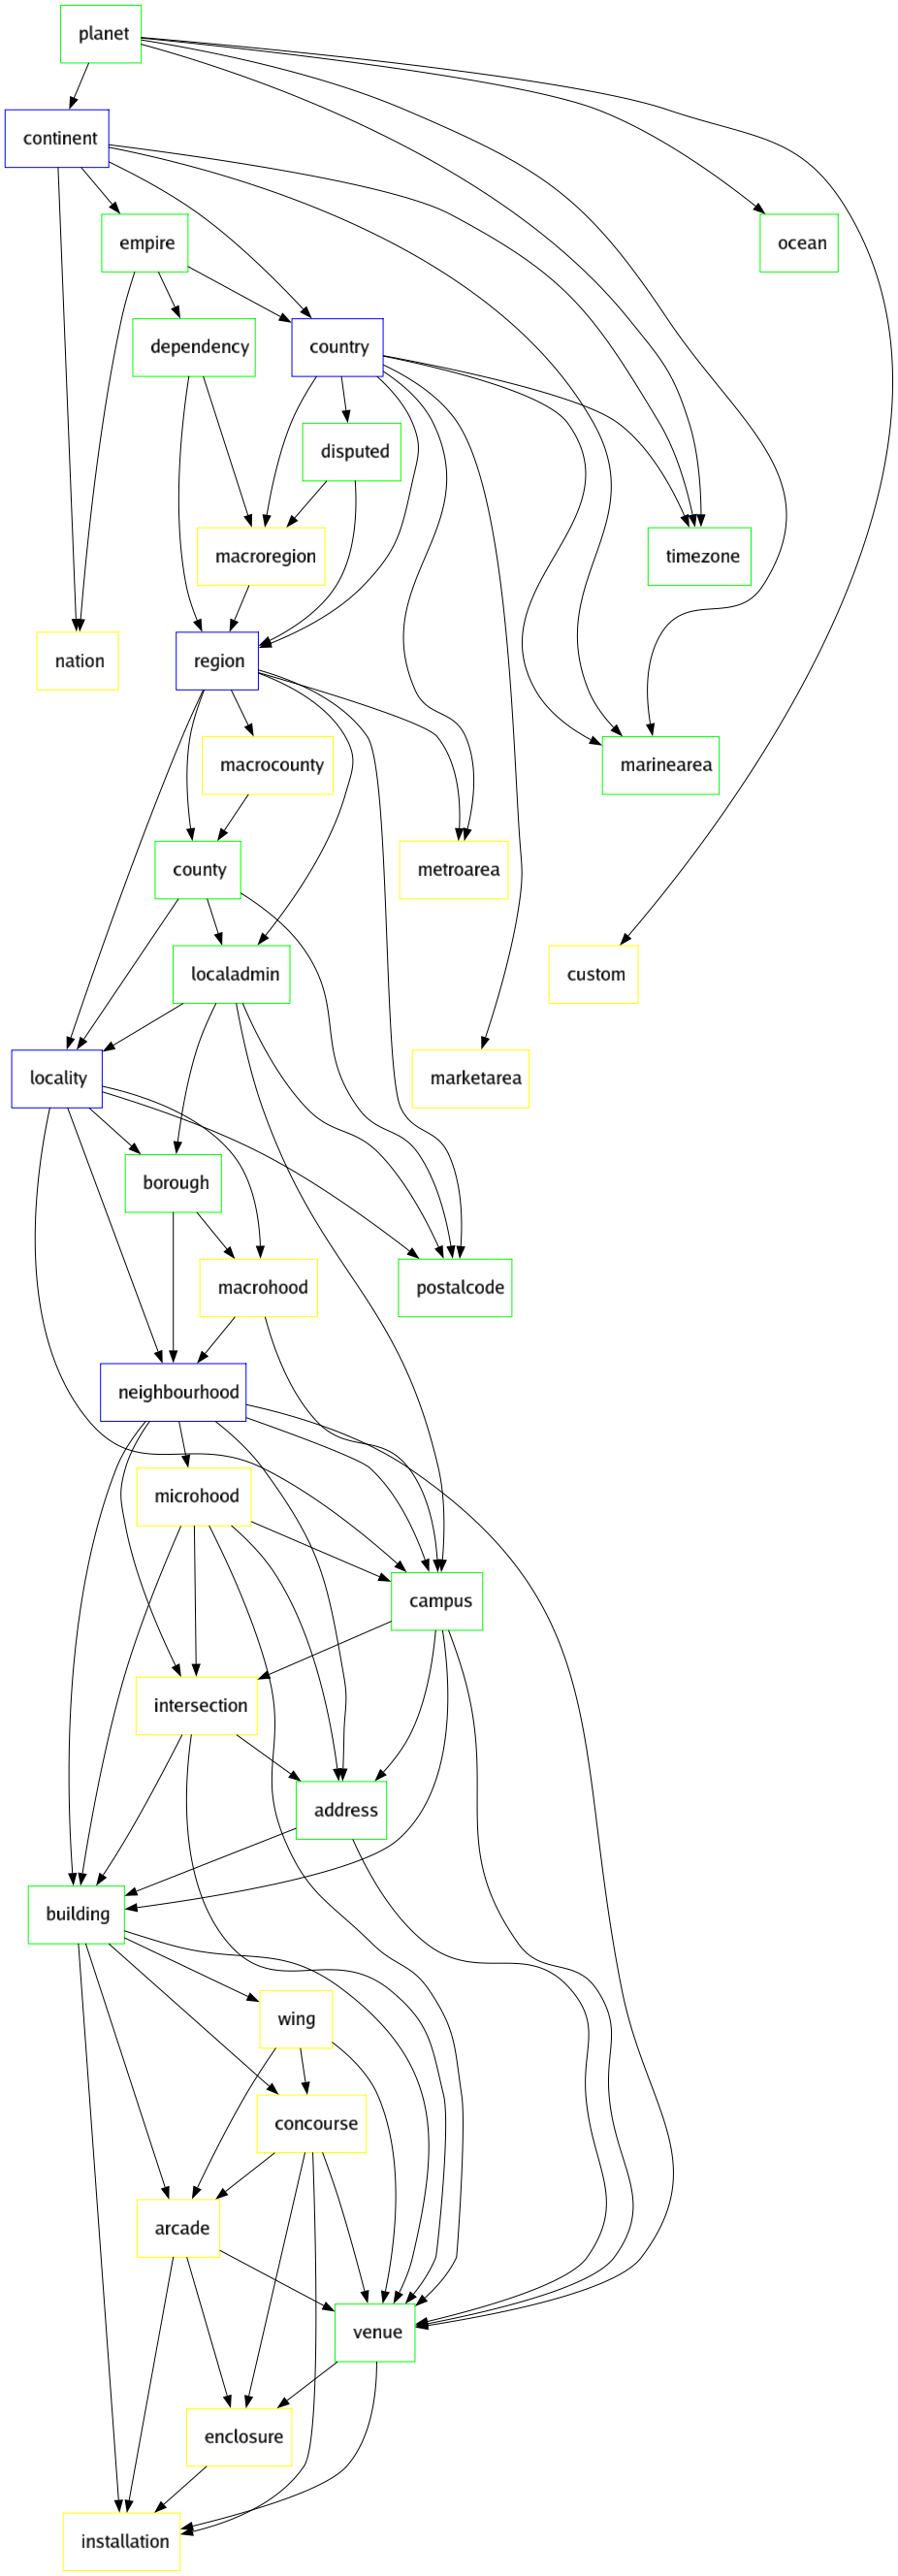 planet
continent
empire
ocean
dependency
country
disputed
macroregion
timezone
nation
region
macrocounty
marinearea
county
metroarea
localadmin
custom
locality
marketarea
borough
macrohood
postalcode
neighbourhood
microhood
campus
intersection
address
building
wing
concourse
arcade
venue
enclosure
installation